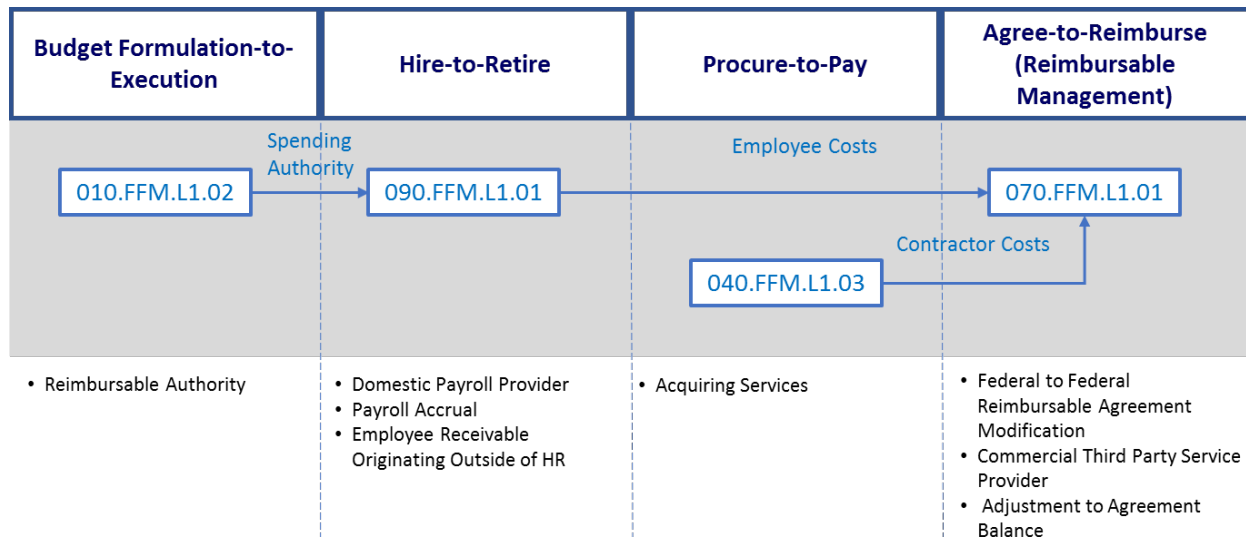 Budget Formulation-to-
Execution
Hire-to-Retire
Procure-to-Pay
Agree-to-Reimburse
(Reimbursable
Management)
Spending
Authority
Employee Costs
010.FFM.L1.02
090.FFM.L1.01
070.FFM.L1.01
Contractor Costs
040.FFM.L1.03
• Reimbursable Authority
• Domestic Payroll Provider
• Payroll Accrual
• Employee Receivable
Originating Outside of HR
• Acquiring Services
• Federal to Federal
Reimbursable Agreement
Modification
• Commercial Third Party Service
Provider
• Adjustment to Agreement
Balance